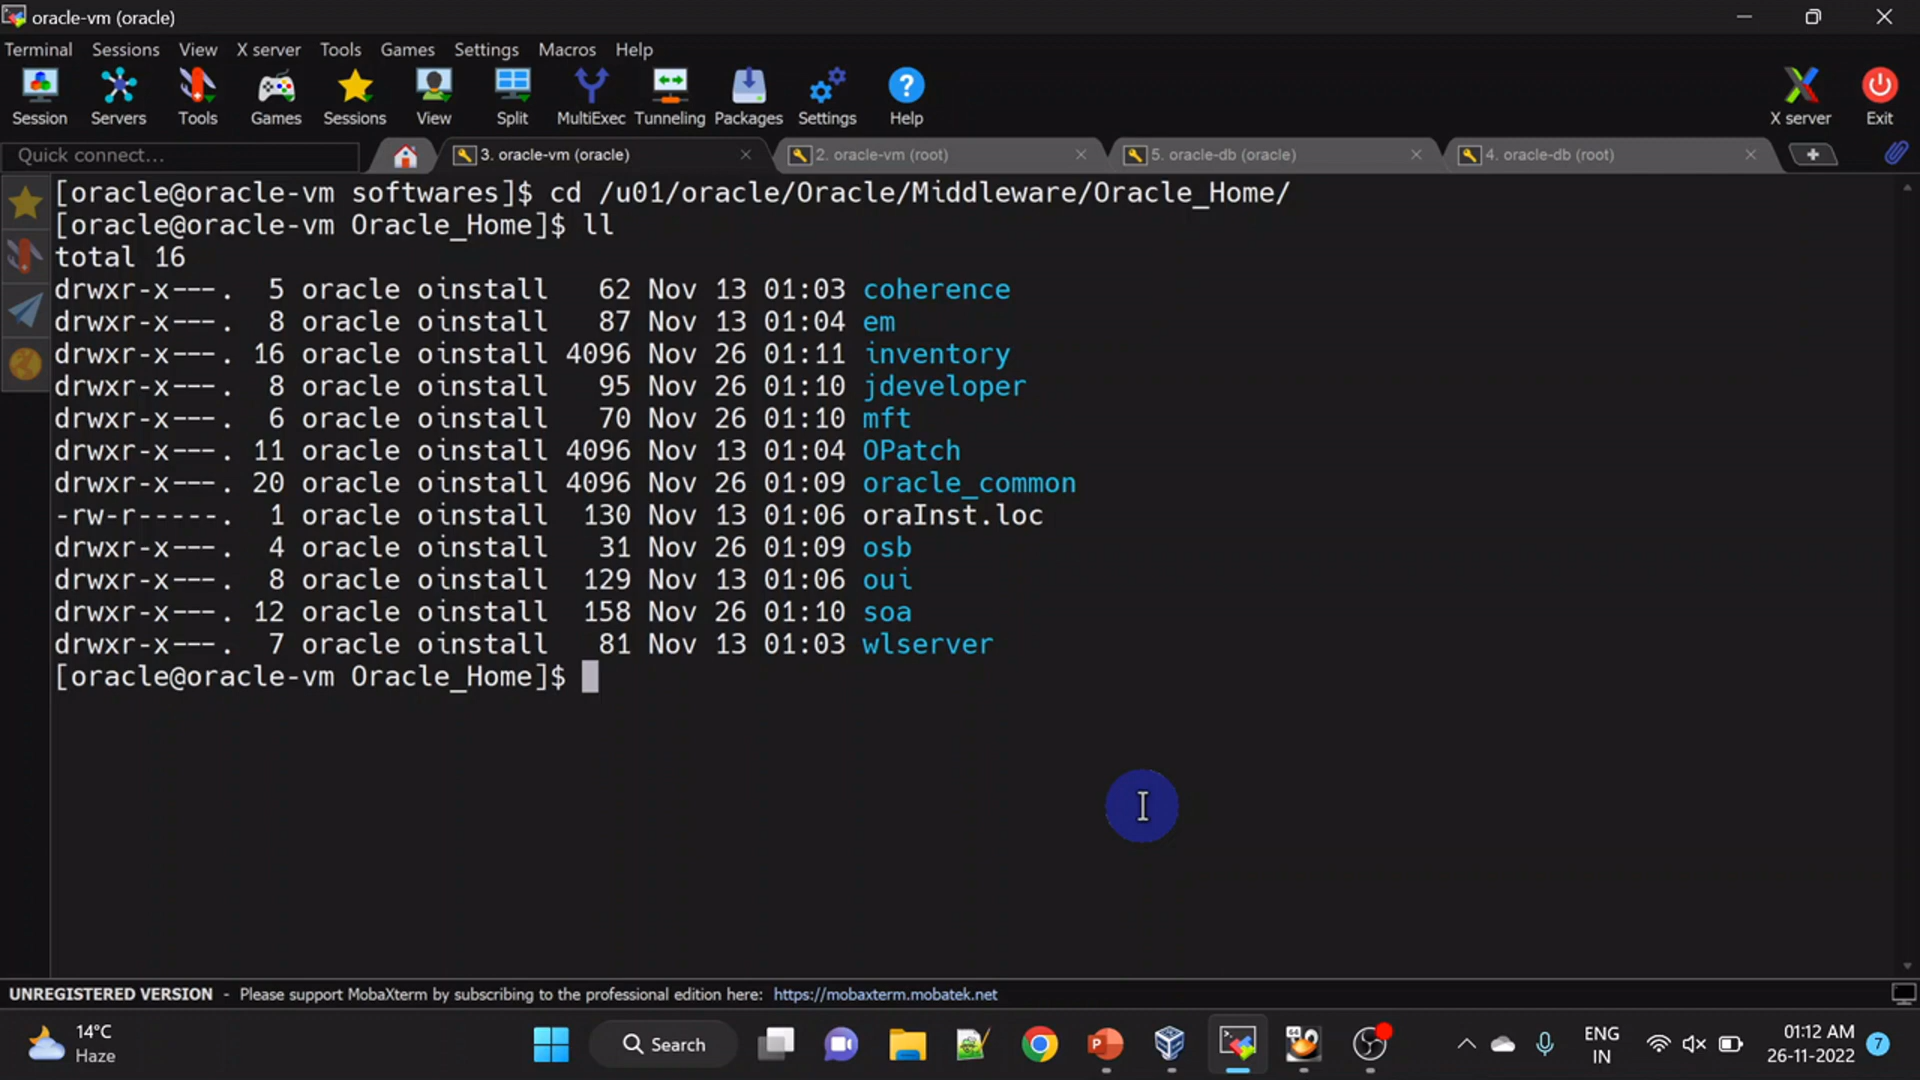 oracle-vm (oracle)
Terminal Sessions View X server Tools Games Settings Macros Help
Session Servers Tools Games Sessions View Split MultiExec Tunneling Packages Settings Help X server Exit
Quick connect... 3. oracle-vm (oracle) 2. oracle-vm (root) 5. oracle-db (oracle) 4. oracle-db (root)
[oracle@oracle-vm softwares]$ cd /u01/oracle/Oracle/Middleware/Oracle_Home/
[oracle@oracle-vm Oracle_Home]$ ll
total 16
drwxr-x---. 5 oracle oinstall 62 Nov 13 01:03 coherence
drwxr-x---. 8 oracle oinstall 87 Nov 13 01:04 em
drwxr-x---. 16 oracle oinstall 4096 Nov 26 01:11 inventory
drwxr-x---. 8 oracle oinstall 95 Nov 26 01:10 jdeveloper
drwxr-x---. 6 oracle oinstall 70 Nov 26 01:10 mft
drwxr-x---. 11 oracle oinstall 4096 Nov 13 01:04 OPatch
drwxr-x---. 20 oracle oinstall 4096 Nov 26 01:09 oracle_common
-rw-r-----. 1 oracle oinstall 130 Nov 13 01:06 oraInst.loc
drwxr-x---. 4 oracle oinstall 31 Nov 26 01:09 osb
drwxr-x---. 8 oracle oinstall 129 Nov 13 01:06 oui
drwxr-x---. 12 oracle oinstall 158 Nov 26 01:10 soa
drwxr-x---. 7 oracle oinstall 81 Nov 13 01:03 wlserver
[oracle@oracle-vm Oracle_Home]$
UNREGISTERED VERSION - Please support MobaXterm by subscribing to the professional edition here: https://mobaxterm.mobatek.net
14°C
Haze
Search
64
ENG
IN
01:12 AM
26-11-2022
7